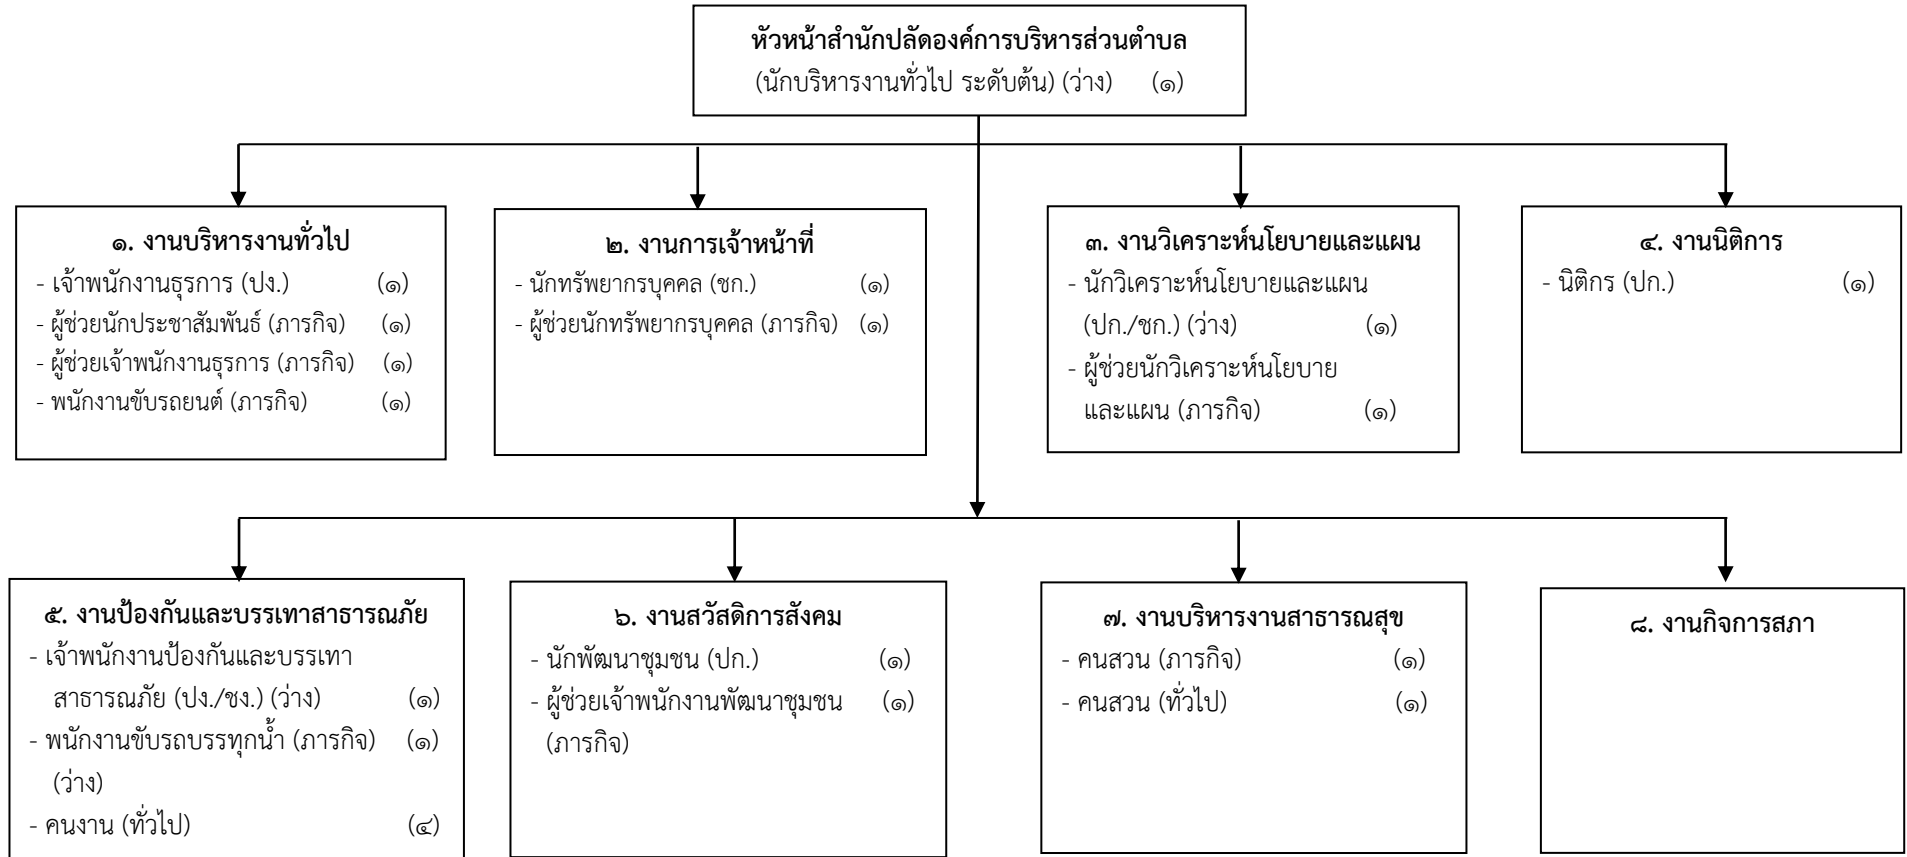 หัวหน้าสำนักปลัดองค์การบริหารส่วนตำบล
(นักบริหารงานทั่วไป ระดับต้น) (ว่าง) (๑)
๑. งานบริหารงานทั่วไป
- เจ้าพนักงานธุรการ (ปง.) (๑)
- ผู้ช่วยนักประชาสัมพันธ์ (ภารกิจ) (๑)
- ผู้ช่วยเจ้าพนักงานธุรการ (ภารกิจ) (๑)
- พนักงานขับรถยนต์ (ภารกิจ) (๑)
๒. งานการเจ้าหน้าที่
- นักทรัพยากรบุคคล (ชก.) (๑)
- ผู้ช่วยนักทรัพยากรบุคคล (ภารกิจ) (๑)
๓. งานวิเคราะห์นโยบายและแผน
- นักวิเคราะห์นโยบายและแผน
(ปก./ชก.) (ว่าง) (๑)
- ผู้ช่วยนักวิเคราะห์นโยบาย
และแผน (ภารกิจ) (๑)
๔. งานนิติการ
- นิติกร (ปก.) (๑)
๕. งานป้องกันและบรรเทาสาธารณภัย
- เจ้าพนักงานป้องกันและบรรเทา
สาธารณภัย (ปง./ชง.) (ว่าง) (๑)
- พนักงานขับรถบรรทุกน้ำ (ภารกิจ) (๑)
(ว่าง)
- คนงาน (ทั่วไป) (๔)
๖. งานสวัสดิการสังคม
- นักพัฒนาชุมชน (ปก.) (๑)
- ผู้ช่วยเจ้าพนักงานพัฒนาชุมชน (๑)
(ภารกิจ)
๗. งานบริหารงานสาธารณสุข
- คนสวน (ภารกิจ) (๑)
- คนสวน (ทั่วไป) (๑)
๘. งานกิจการสภา